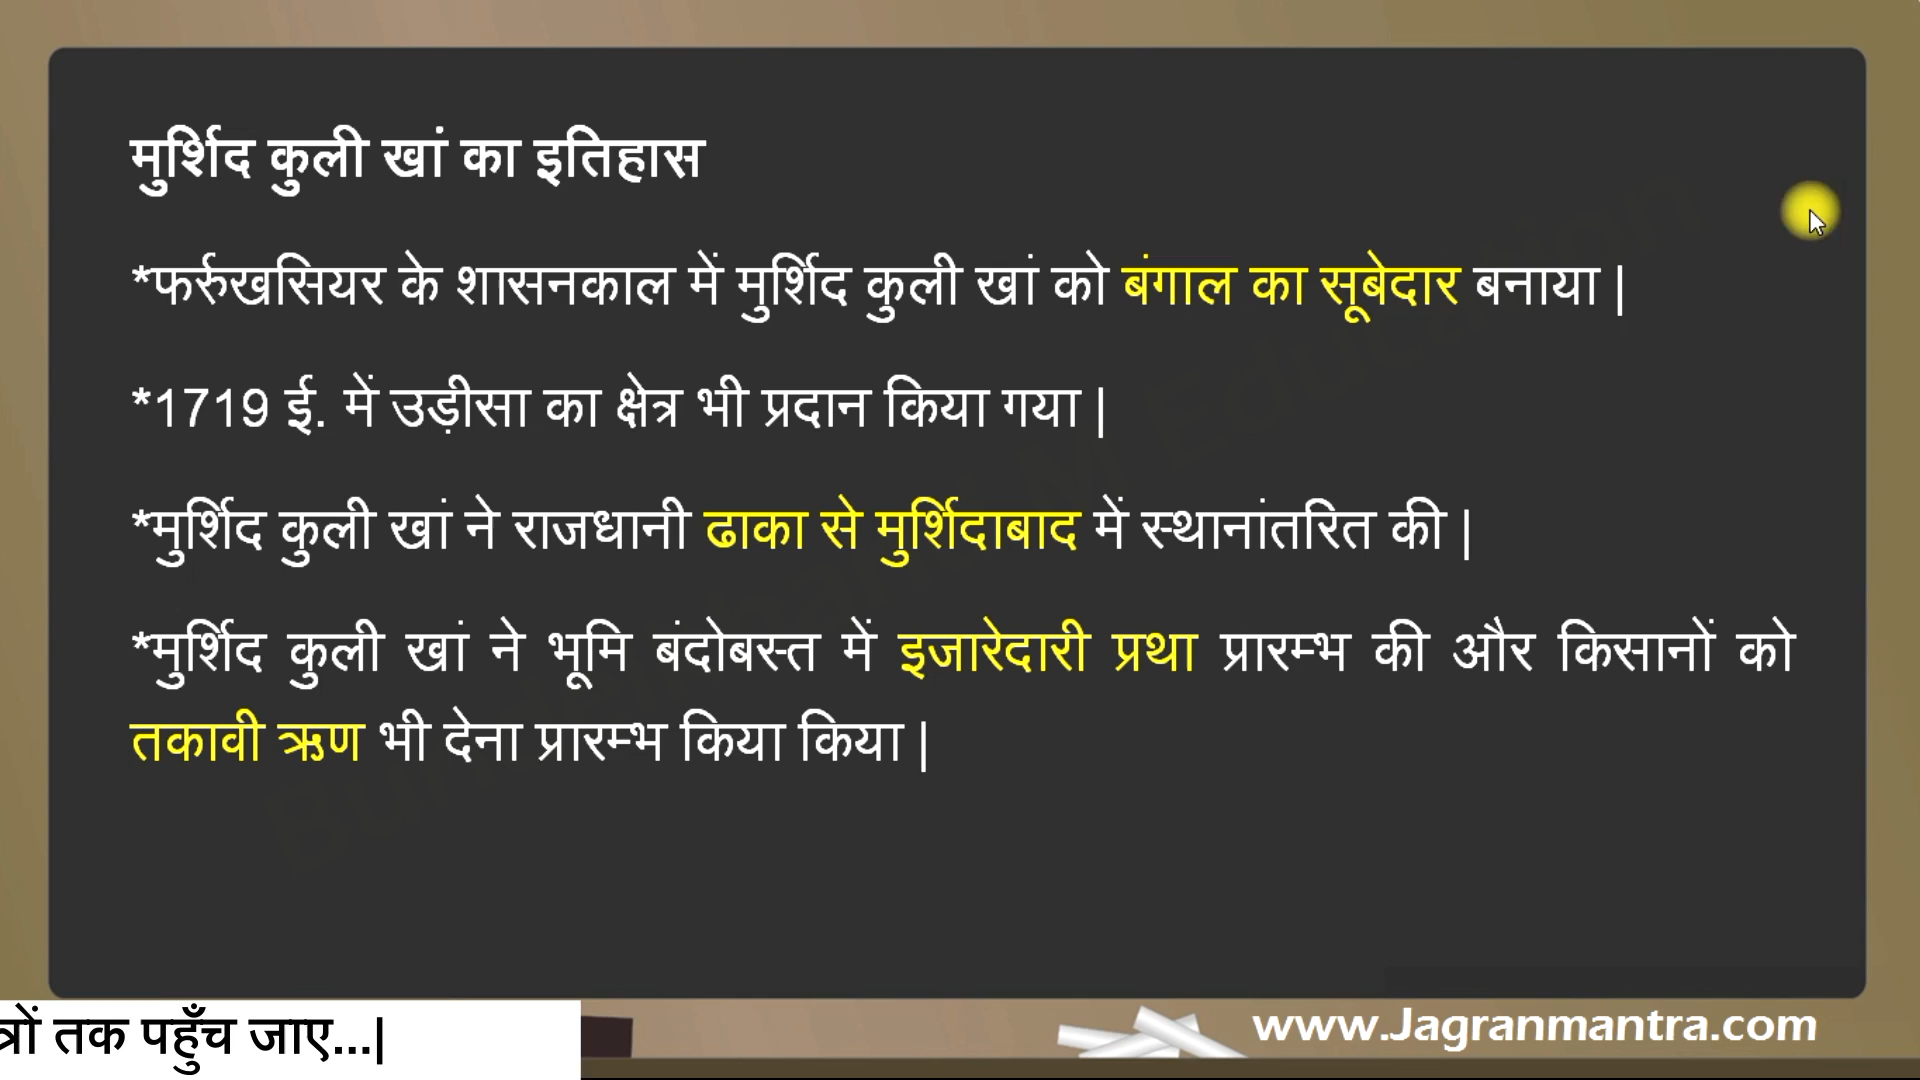 मुर्शिद कुली खां का इतिहास
*फर्रुखसियर के शासनकाल में मुर्शिद कुली खां को बंगाल का सूबेदार बनाया |
*1719 ई. में उड़ीसा का क्षेत्र भी प्रदान किया गया |
*मुर्शिद कुली खां ने राजधानी ढाका से मुर्शिदाबाद में स्थानांतरित की |
*मुर्शिद कुली खां ने भूमि बंदोबस्त में इजारेदारी प्रथा प्रारम्भ की और किसानों को
तकावी ऋण भी देना प्रारम्भ किया किया |
तक पहुँच जाए...|
www.Jagranmantra.com